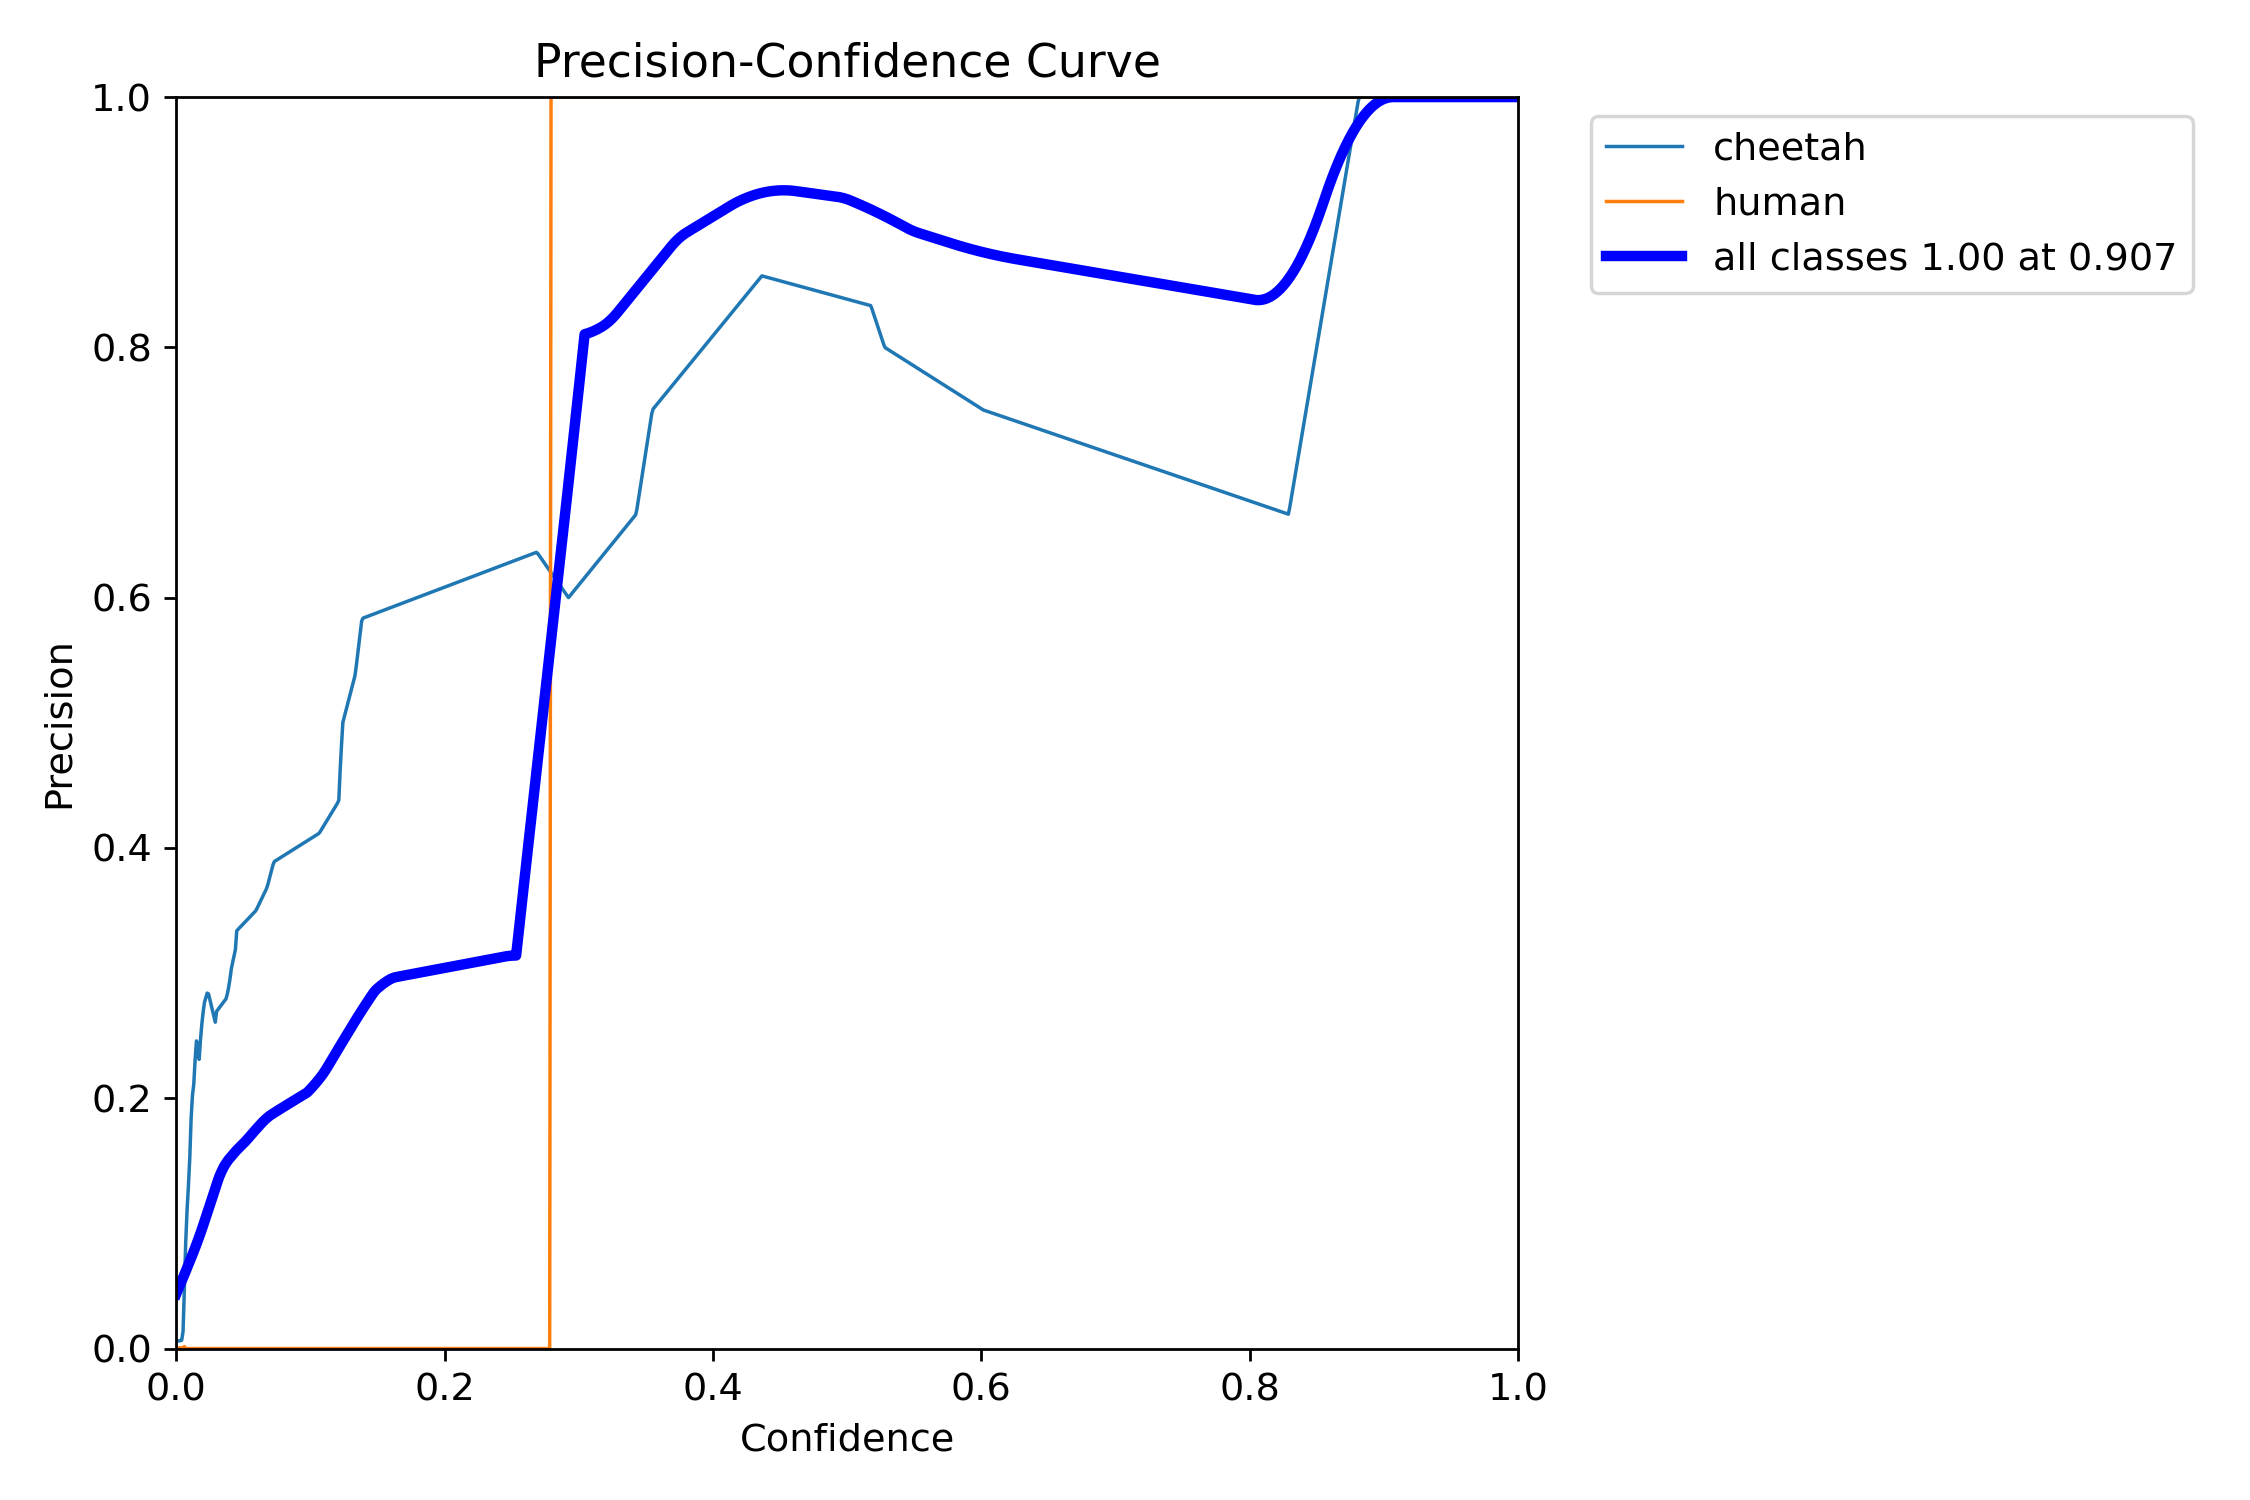 Precision-Confidence Curve
1.0
0.8
0.6
0.4
0.2
0.0
Precision
0.0 0.2 0.4 0.6 0.8 1.0
Confidence
cheetah
human
all classes 1.00 at 0.907